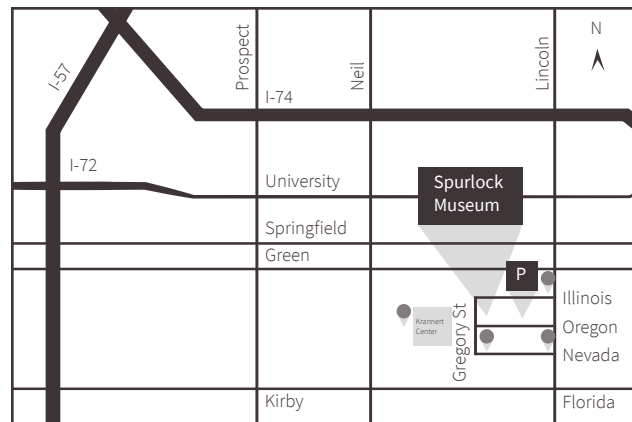 N
Prospect
Neil
Lincoln
I-57
I-74
I-72
University
Spurlock
Museum
Springfield
Green
P
Illinois
Gregory St
Krannert
Center
Oregon
Nevada
Kirby
Florida